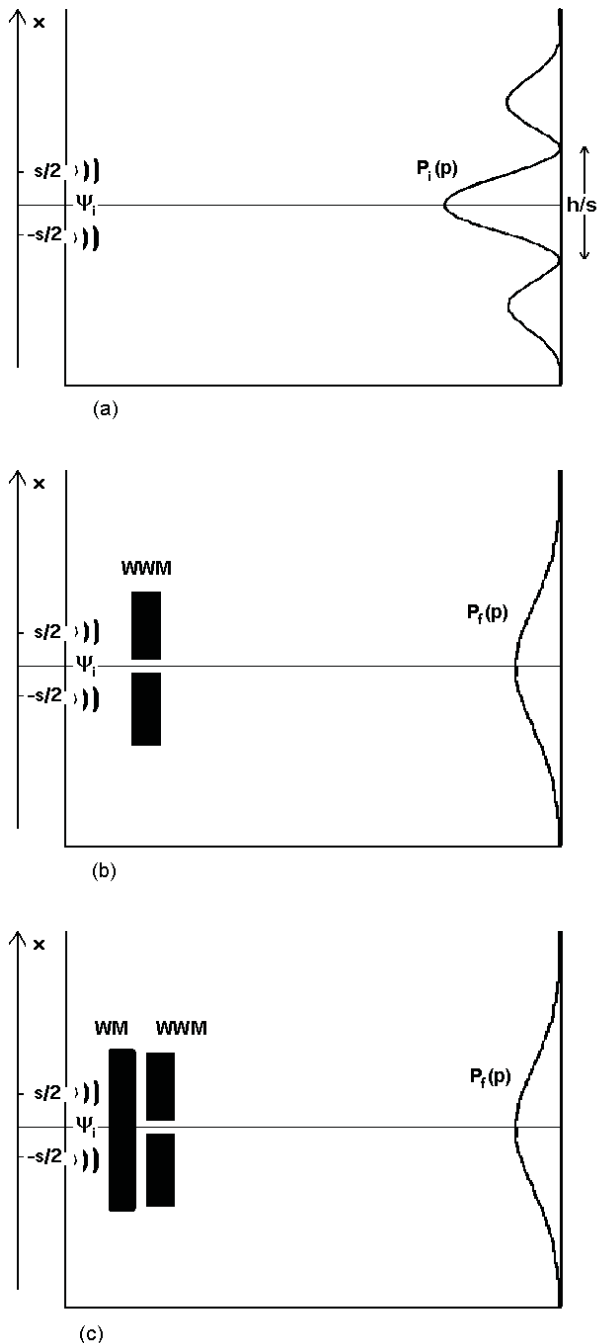 x
s/2
Ψi
-s/2
Pi(p)
h/s
(a)
x
WWM
s/2
Ψi
-s/2
Pf(p)
(b)
x
WM WWM
s/2
Ψi
-s/2
Pf(p)
(c)